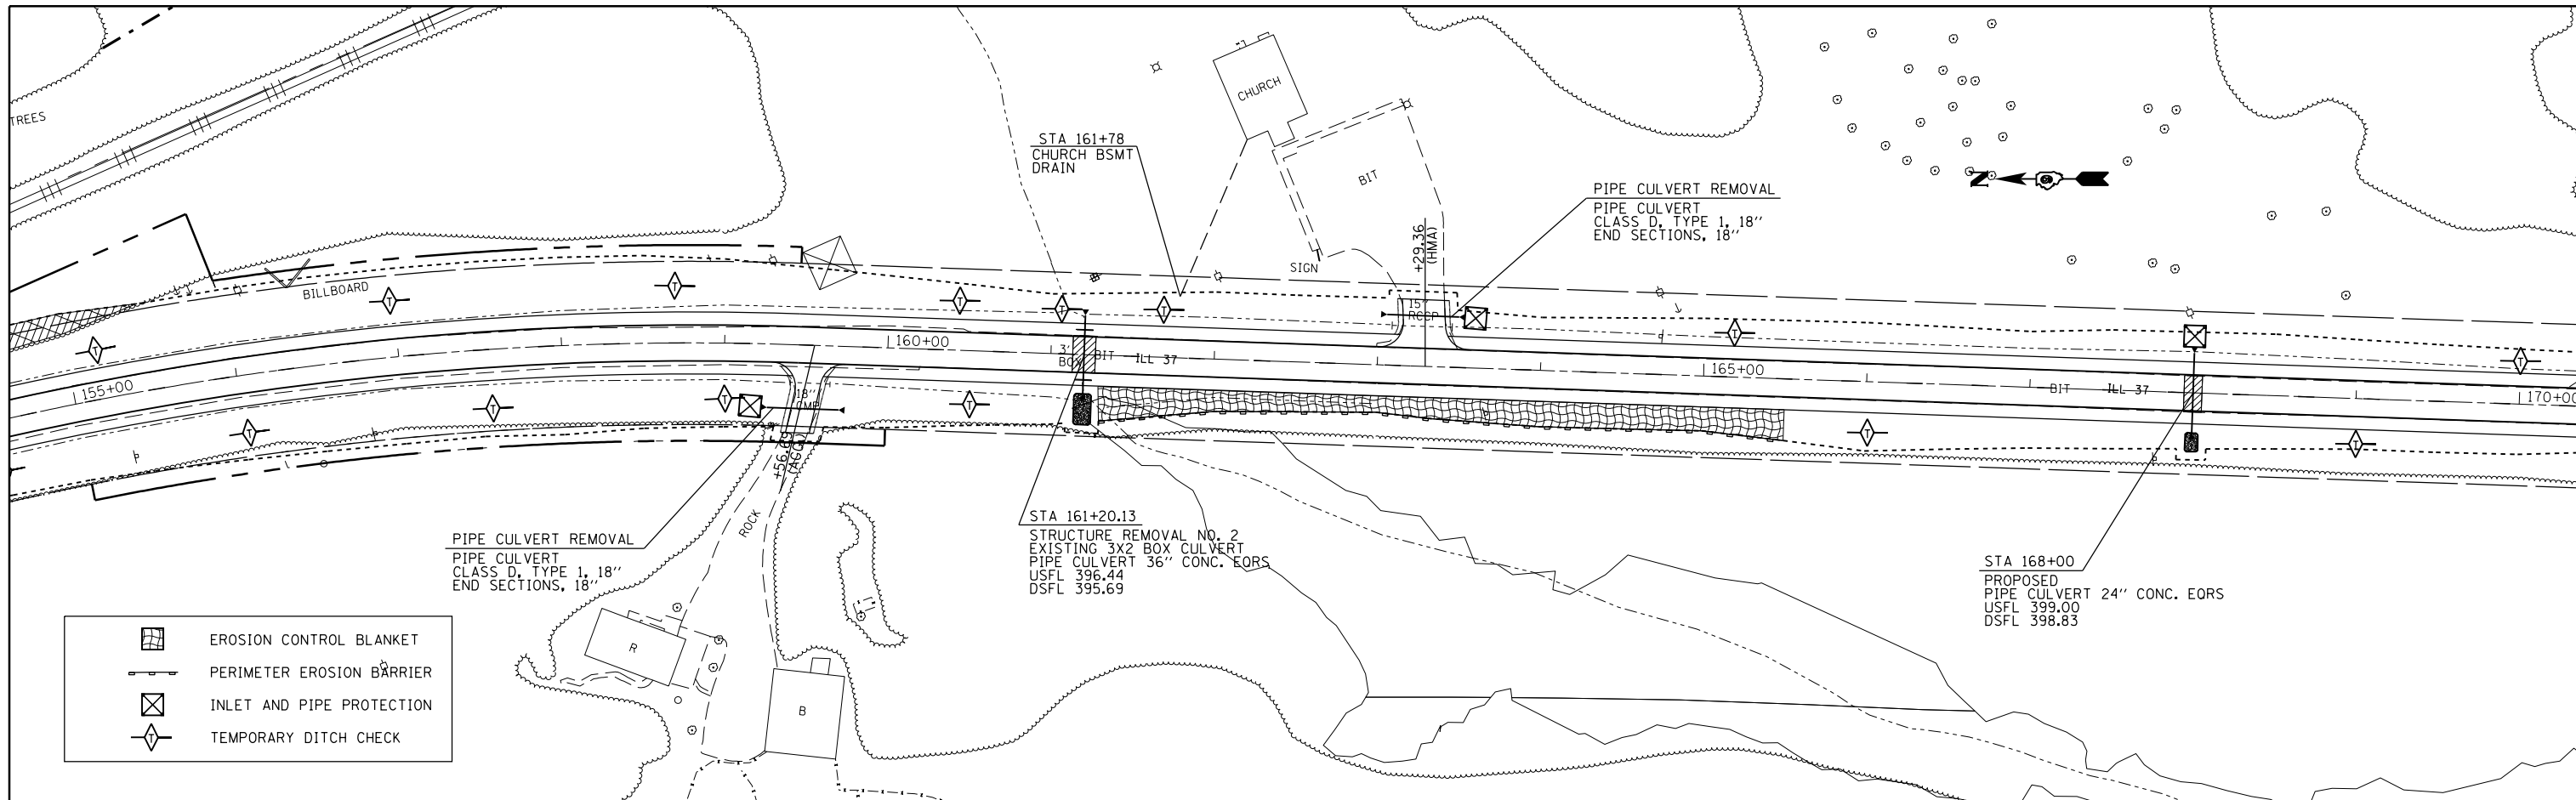 TREES
CHURCH
STA 161+78
CHURCH BSMT
DRAIN
BIT
PIPE CULVERT REMOVAL
PIPE CULVERT
CLASS D, TYPE 1, 18''
END SECTIONS, 18''
N
+29.36
(HMA)
SIGN
BILLBOARD
15''
RCCP
155+00
160+00
3'
BOX
BIT
ILL 37
165+00
BIT
ILL 37
170+00
18''
CMP
ROCK
PIPE CULVERT REMOVAL
PIPE CULVERT
CLASS D, TYPE 1, 18''
END SECTIONS, 18''
STA 161+20.13
STRUCTURE REMOVAL NO. 2
EXISTING 3X2 BOX CULVERT
PIPE CULVERT 36'' CONC. EQRS
USFL 396.44
DSFL 395.69
STA 168+00
PROPOSED
PIPE CULVERT 24'' CONC. EQRS
USFL 399.00
DSFL 398.83
R
B
EROSION CONTROL BLANKET
PERIMETER EROSION BARRIER
INLET AND PIPE PROTECTION
T TEMPORARY DITCH CHECK